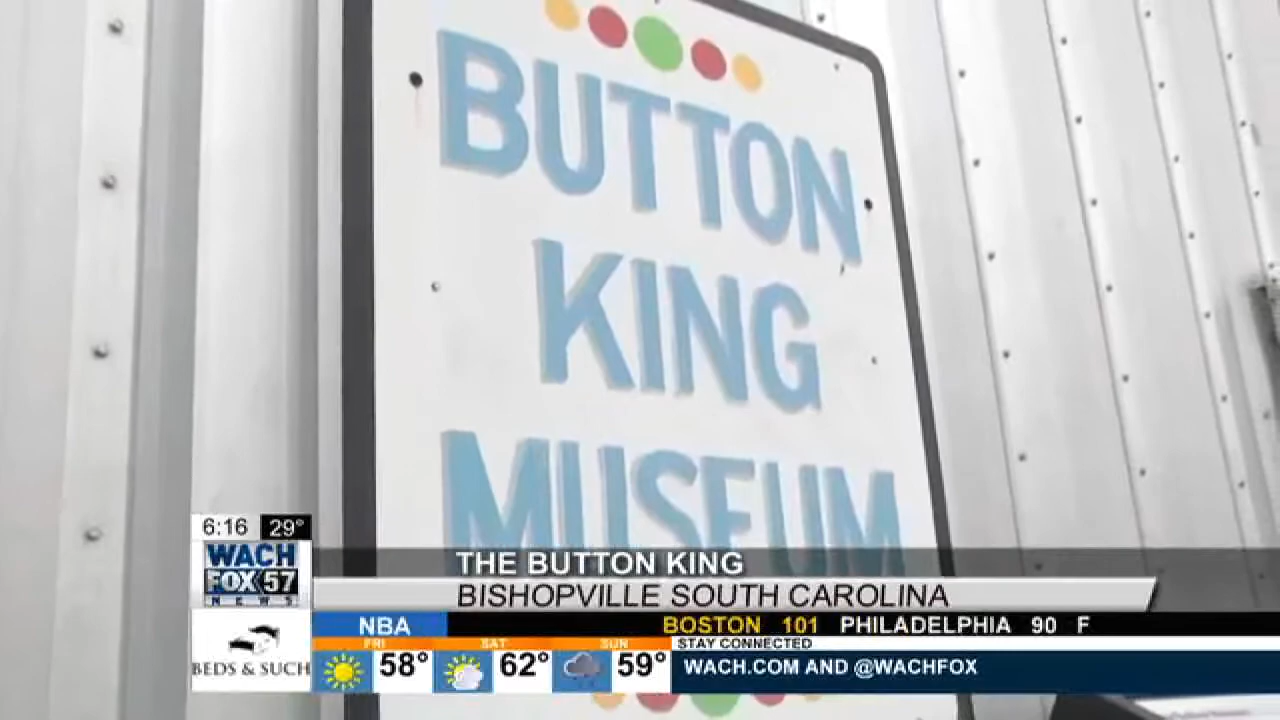 BUTTON
KING
MUSEUM
6:16 29°
WACH
FOX 57
NEWS
THE BUTTON KING
BISHOPVILLE SOUTH CAROLINA
NBA BOSTON 101 PHILADELPHIA 90 F
BEDS & SUCH
FRI SAT SUN
58° 62° 59°
STAY CONNECTED
WACH.COM AND @WACHFOX